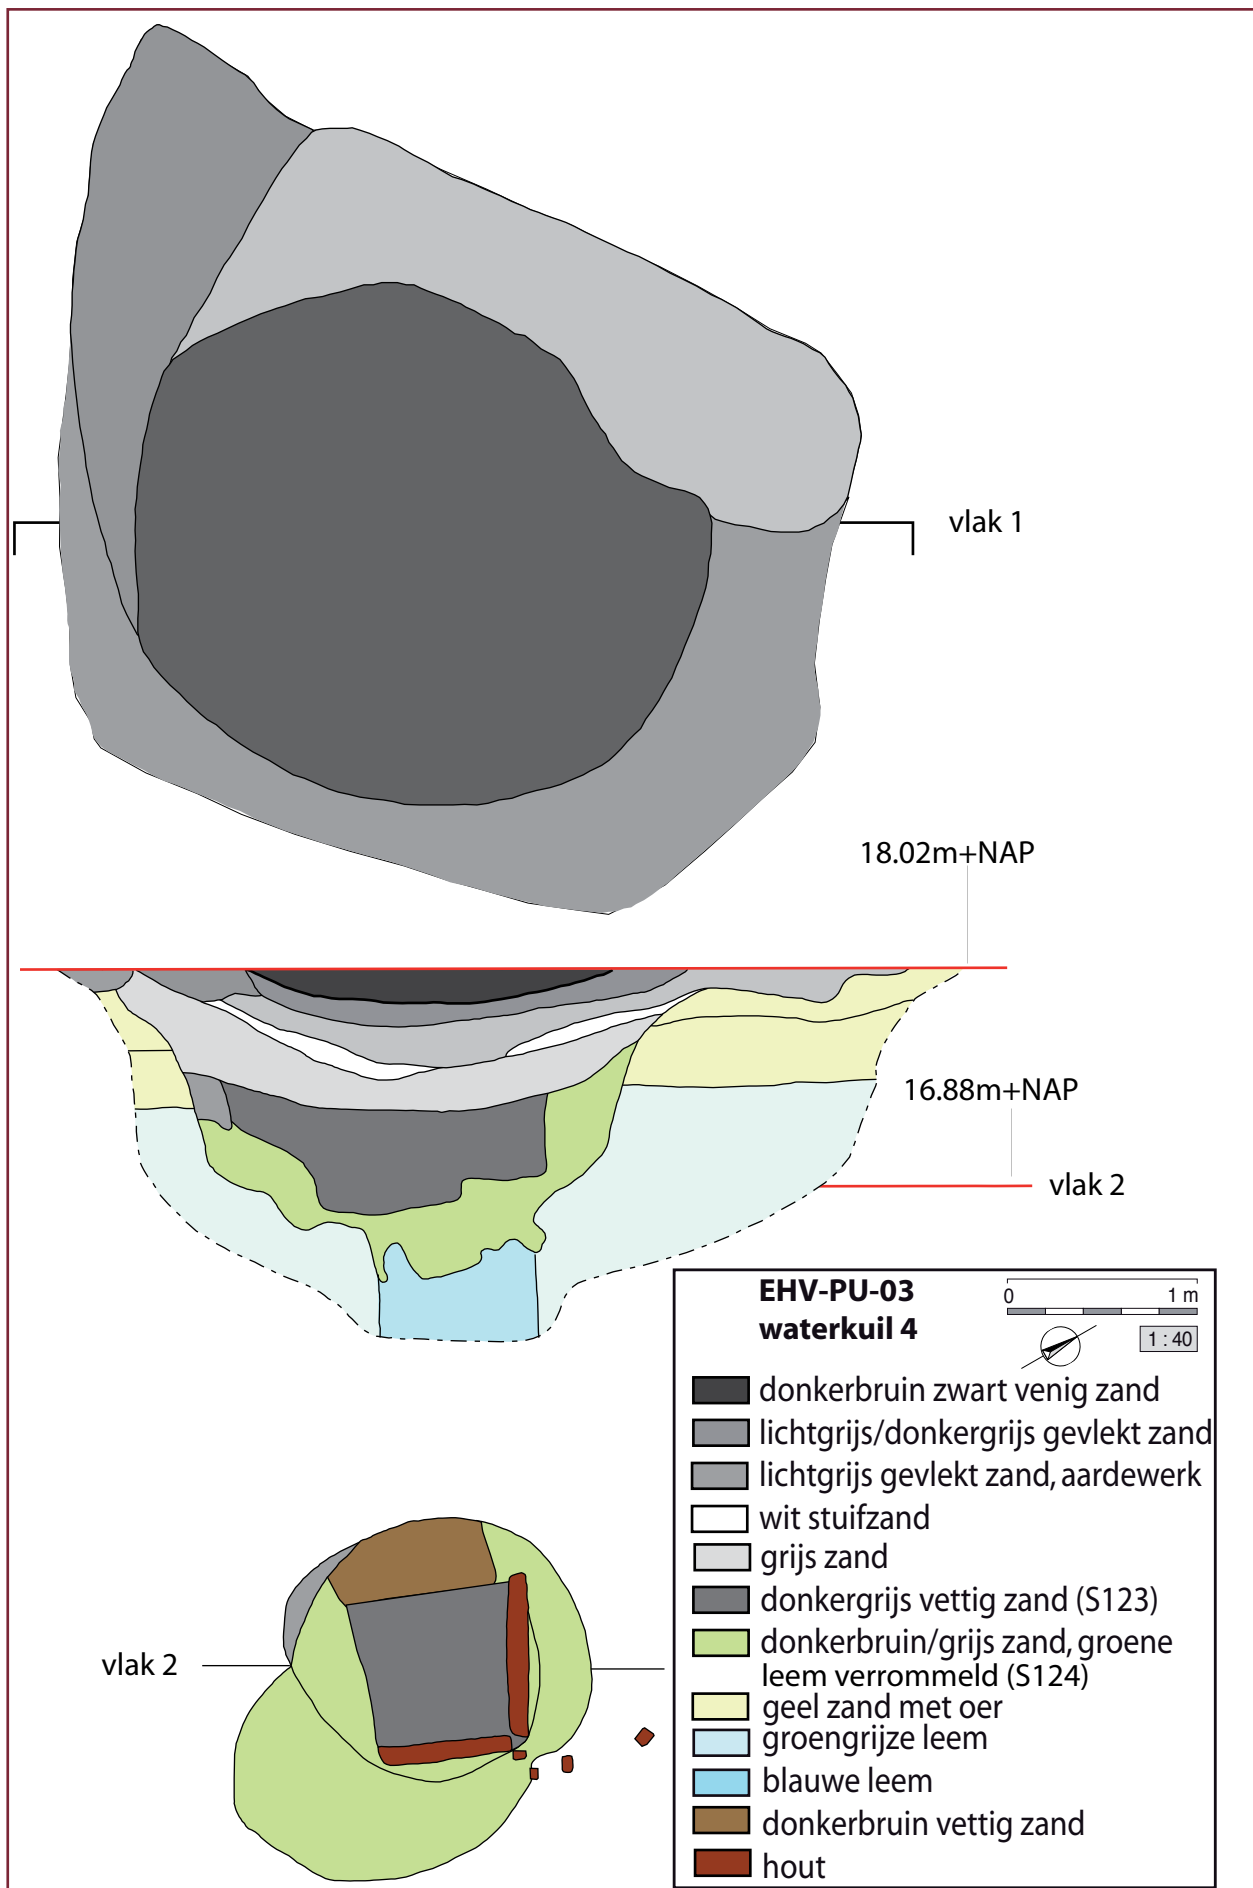 vlak 1
18.02m+NAP
16.88m+NAP
vlak 2
EHV-PU-03
waterkuil 4
0 1 m
1 : 40
donkerbruin zwart venig zand
lichtgrijs/donkergrijs gevlekt zand
lichtgrijs gevlekt zand, aardewerk
wit stuifzand
grijs zand
donkergrijs vettig zand (S123)
donkerbruin/grijs zand, groene
leem verrommeld (S124)
geel zand met oer
groengrijze leem
blauwe leem
donkerbruin vettig zand
hout
vlak 2